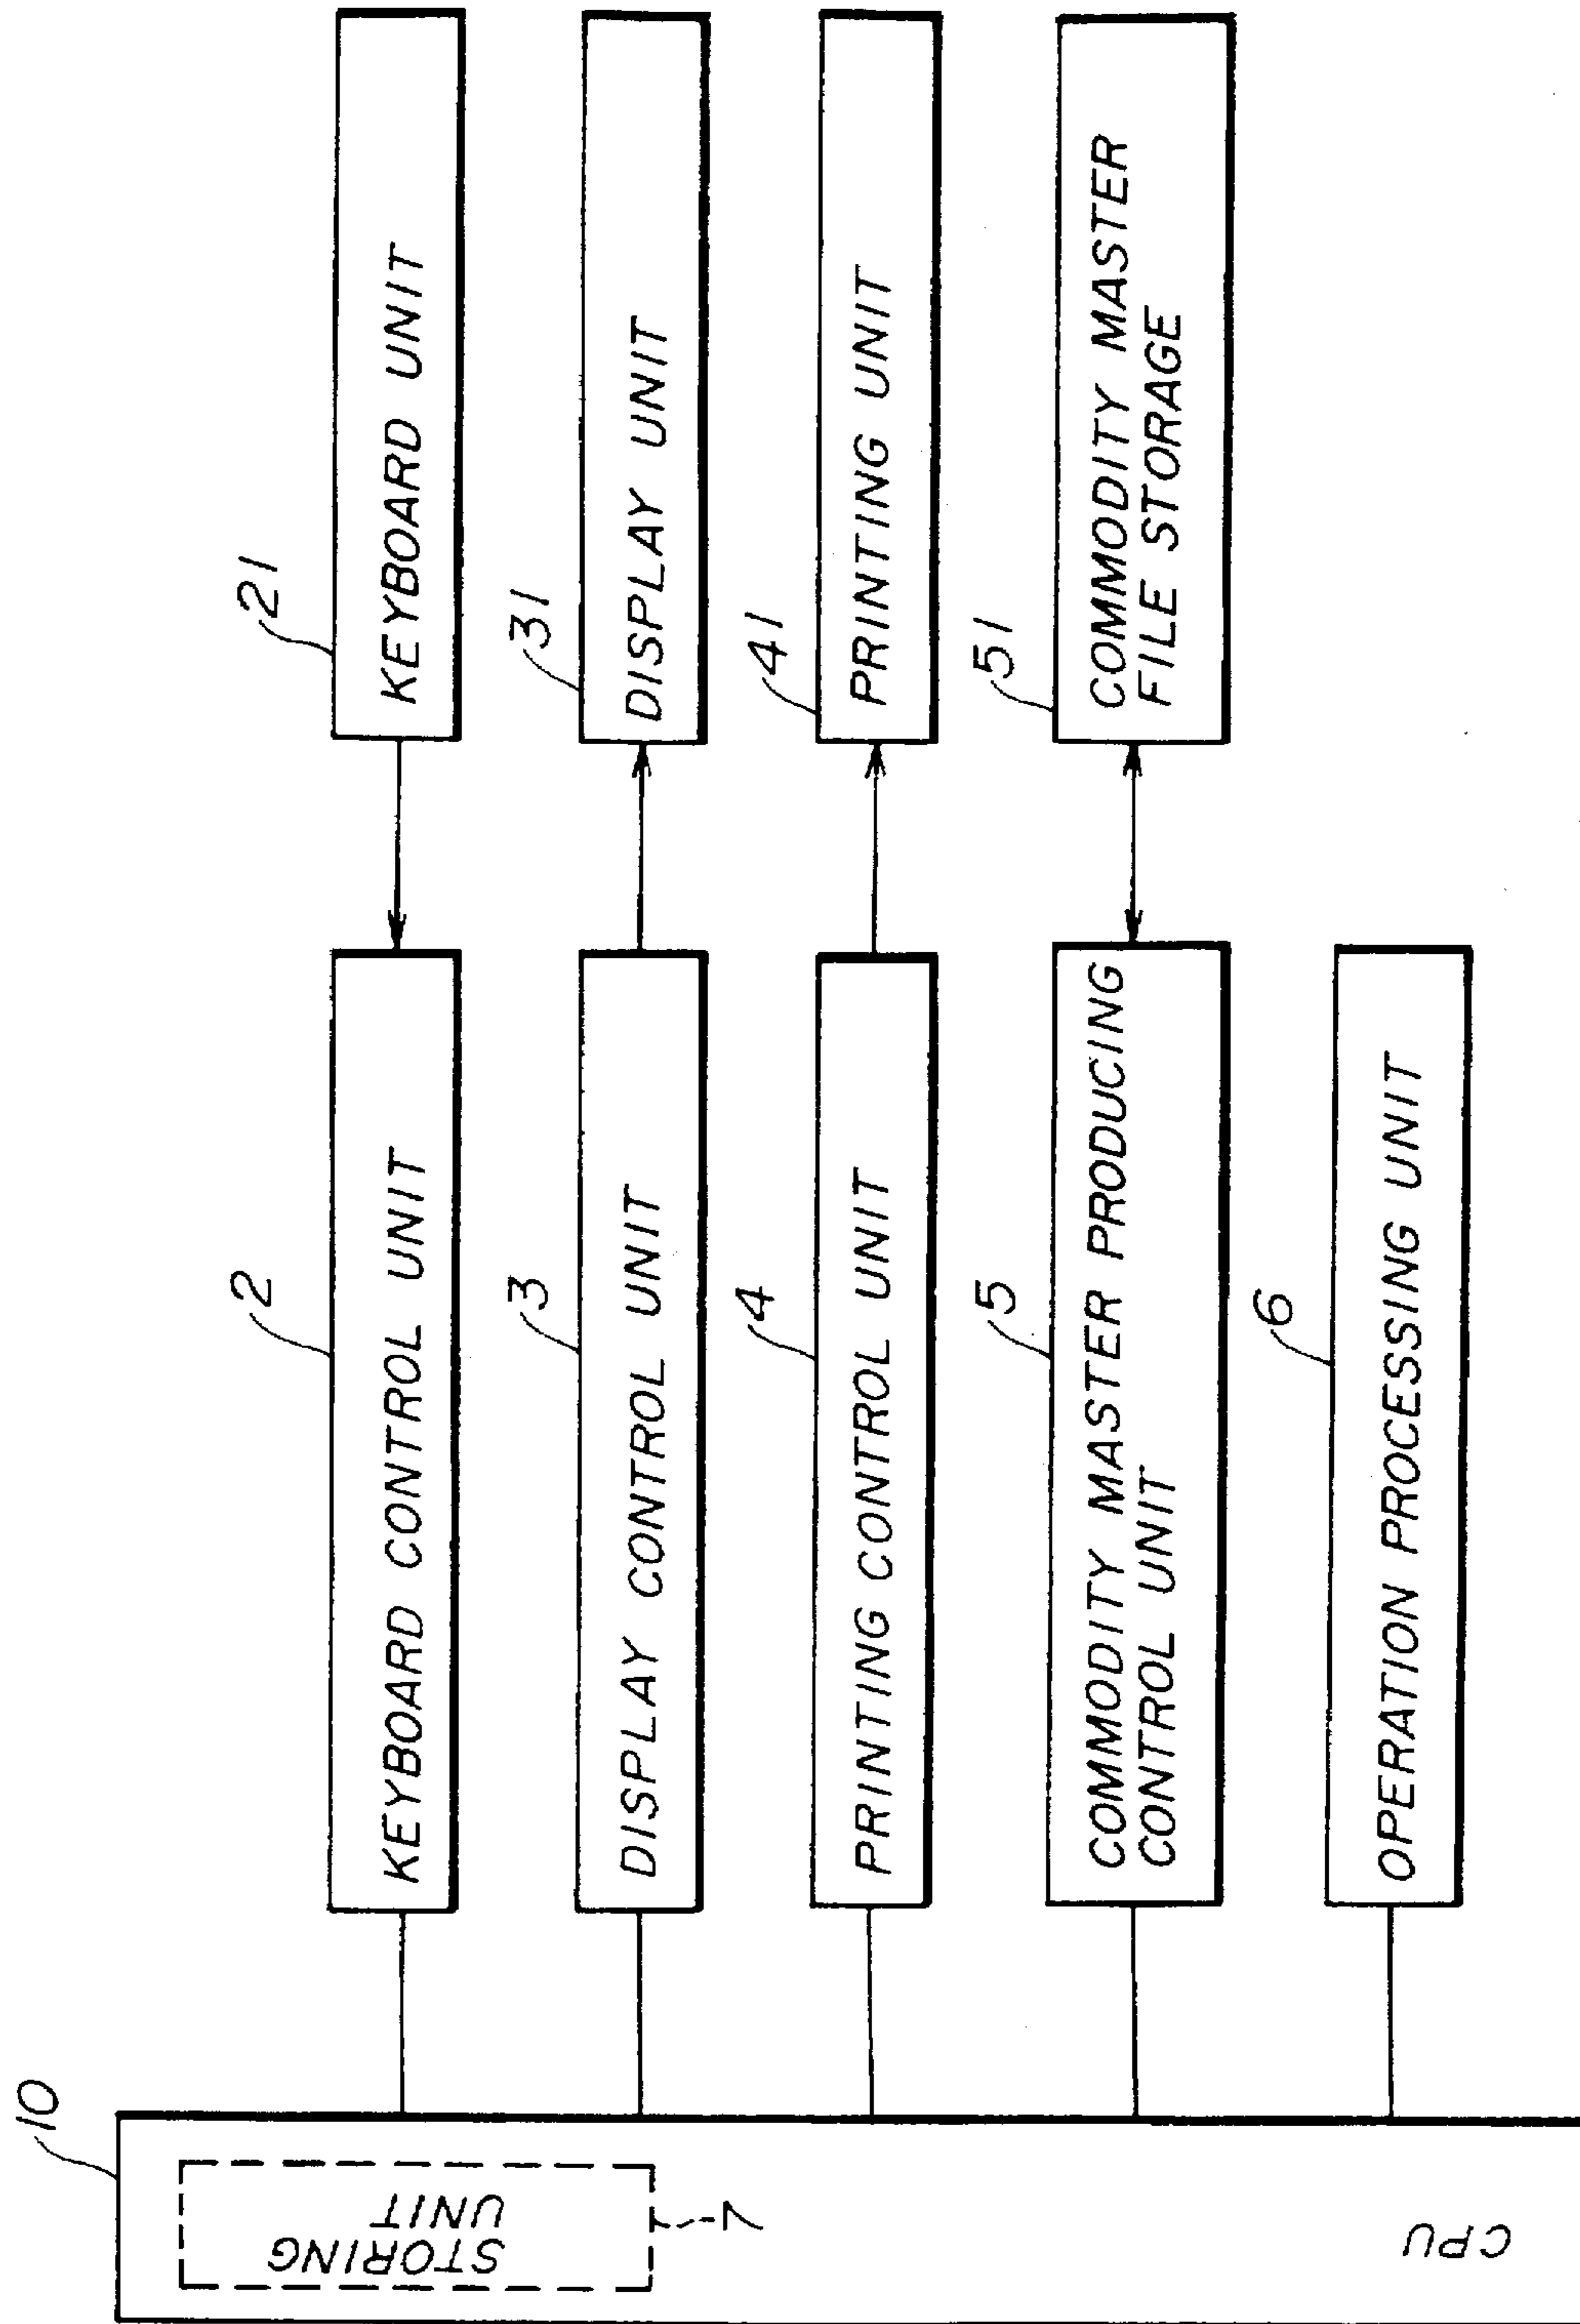 10
STORING
UNIT
7
CPU
2
KEYBOARD CONTROL UNIT
21
KEYBOARD UNIT
3
DISPLAY CONTROL UNIT
31
DISPLAY UNIT
4
PRINTING CONTROL UNIT
41
PRINTING UNIT
5
COMMODITY MASTER PRODUCING
CONTROL UNIT
51
COMMODITY MASTER
FILE STORAGE
6
OPERATION PROCESSING UNIT